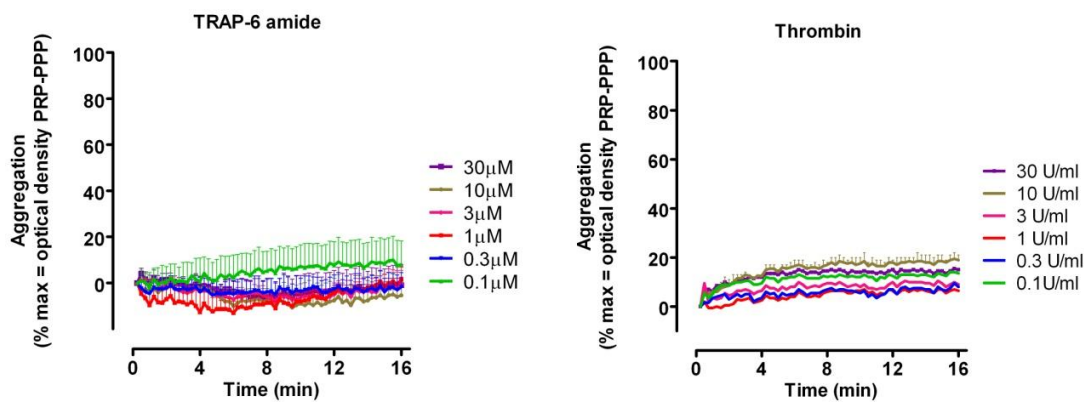 TRAP-6 amide
Aggregation
(% max = optical density PRP-PPP)
100
80
60
40
20
0
0
4
8
12
16
Time (min)
30µM
10µM
3µM
1µM
0.3µM
0.1µM
Thrombin
Aggregation
(% max = optical density PRP-PPP)
100
80
60
40
20
0
0
4
8
12
16
Time (min)
30 U/ml
10 U/ml
3 U/ml
1 U/ml
0.3 U/ml
0.1U/ml